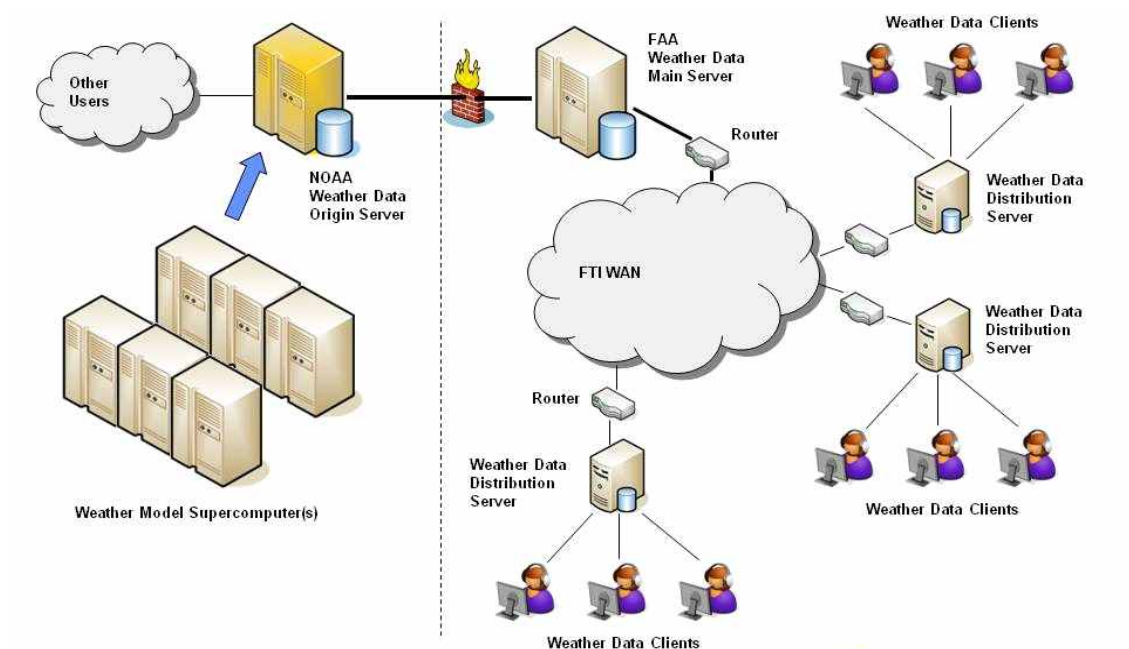 Weather Data Clients
FAA
Weather Data
Main Server
Other
Users
Router
NOAA
Weather Data
Origin Server
Weather Data
Distribution
Server
FTI WAN
Weather Data
Distribution
Server
Router
Weather Data
Distribution
Server
Weather Model Supercomputer(s)
Weather Data Clients
Weather Data Clients